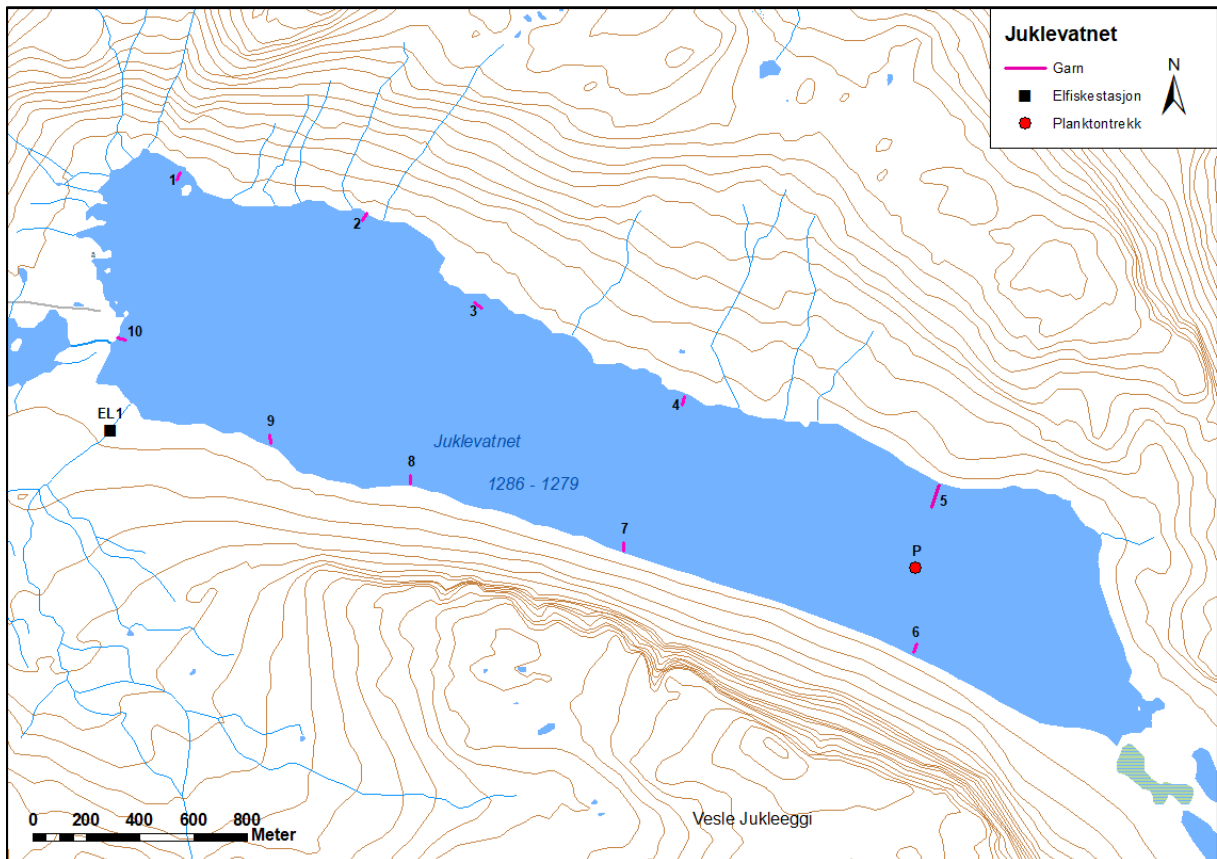 Juklevatnet
Garn
Elfiskestasjon
Planktontrekk
N
1
2
3
10
4
EL1
9
Juklevatnet
8
1286 - 1279
5
7
P
6
Vesle Jukleeggi
0 200 400 600 800
Meter